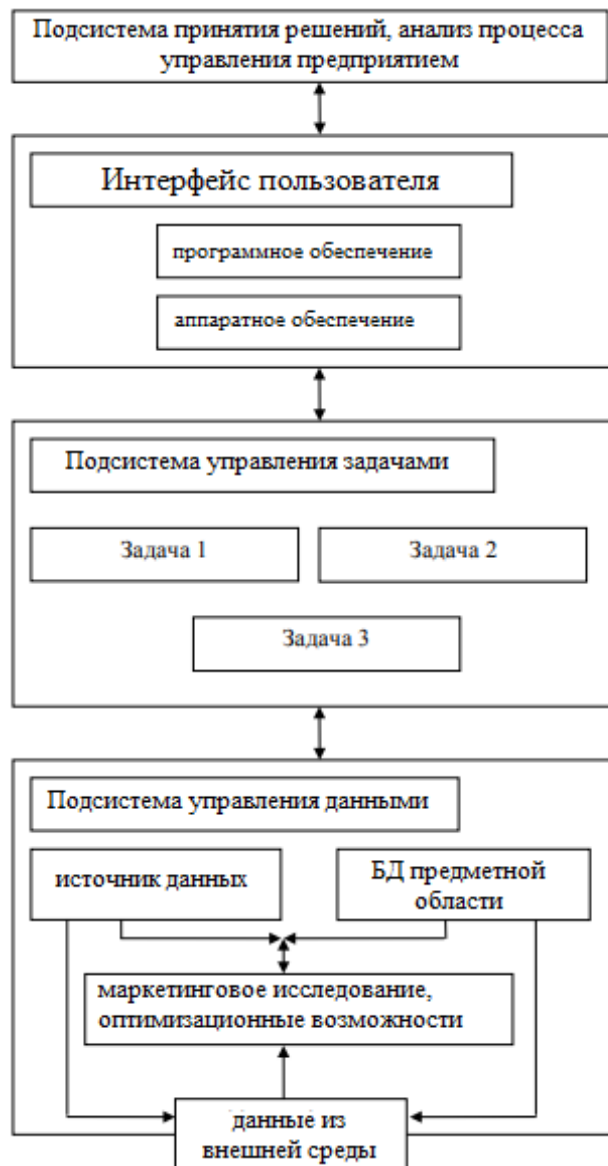 Подсистема принятия решений, анализ процесса
управления предприятием
Интерфейс пользователя
программное обеспечение
аппаратное обеспечение
Подсистема управления задачами
Задача 1
Задача 2
Задача 3
Подсистема управления данными
источник данных
БД предметной
области
маркетинговое исследование,
оптимизационные возможности
данные из
внешней среды